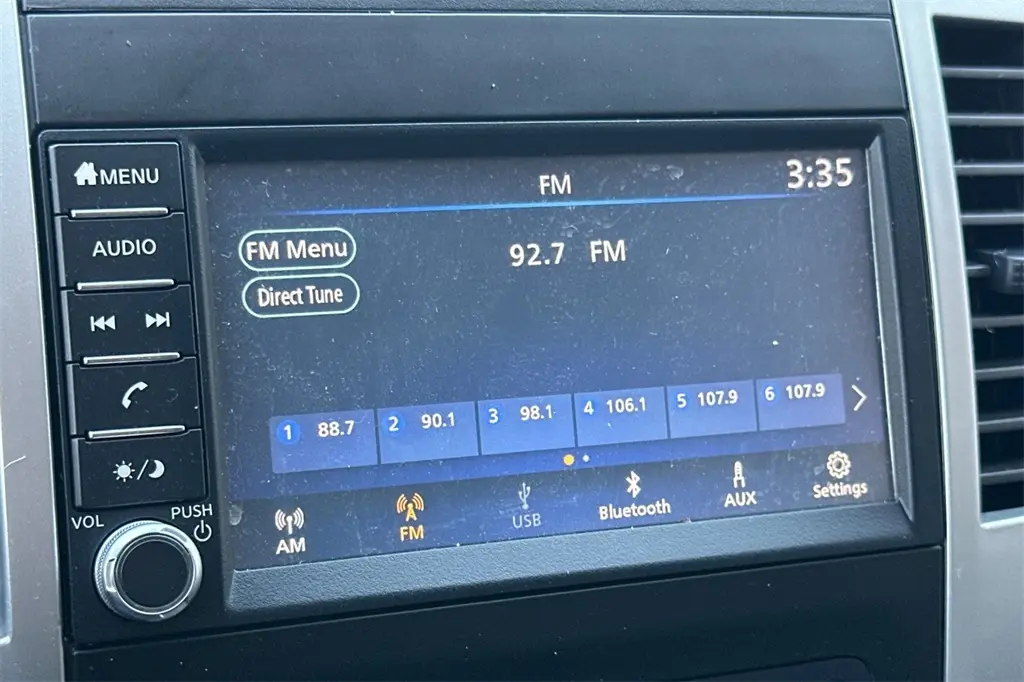 MENU
AUDIO
VOL
PUSH
FM
3:35
FM Menu
92.7 FM
Direct Tune
1 88.7
2 90.1
3 98.1
4 106.1
5 107.9
6 107.9
AM
FM
USB
Bluetooth
AUX
Settings